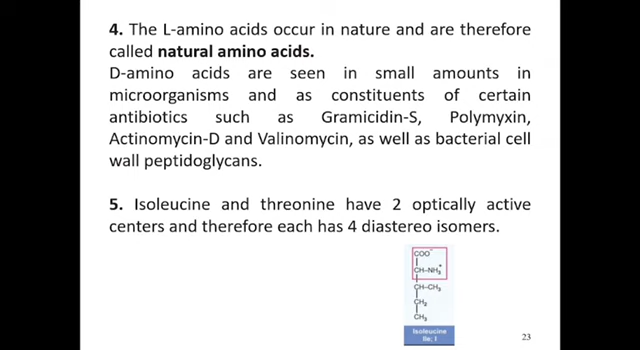 4. The L-amino acids occur in nature and are therefore
called natural amino acids.
D-amino acids are seen in small amounts in
microorganisms and as constituents of certain
antibiotics such as Gramicidin-S, Polymyxin,
Actinomycin-D and Valinomycin, as well as bacterial cell
wall peptidoglycans.
5. Isoleucine and threonine have 2 optically active
centers and therefore each has 4 diastereo isomers.
COO⁻
CH–NH₃⁺
CH–CH₃
CH₂
CH₃
Isoleucine
Ile; I
23